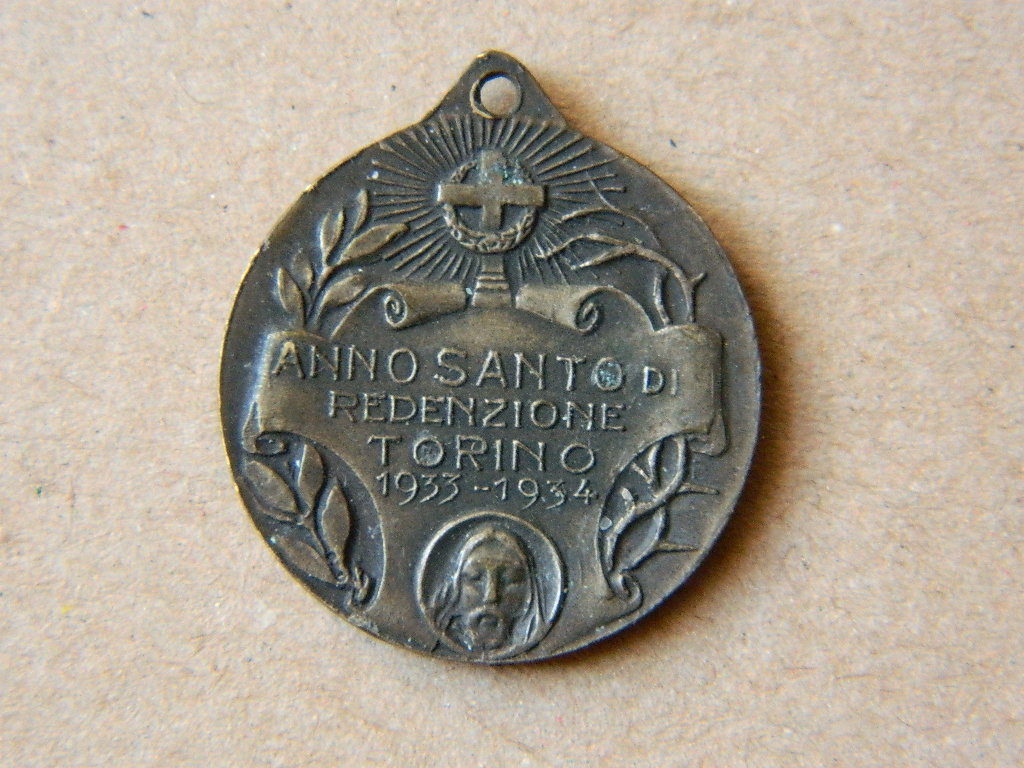 ANNO SANTO DI
REDENZIONE
TORINO
1933-1934